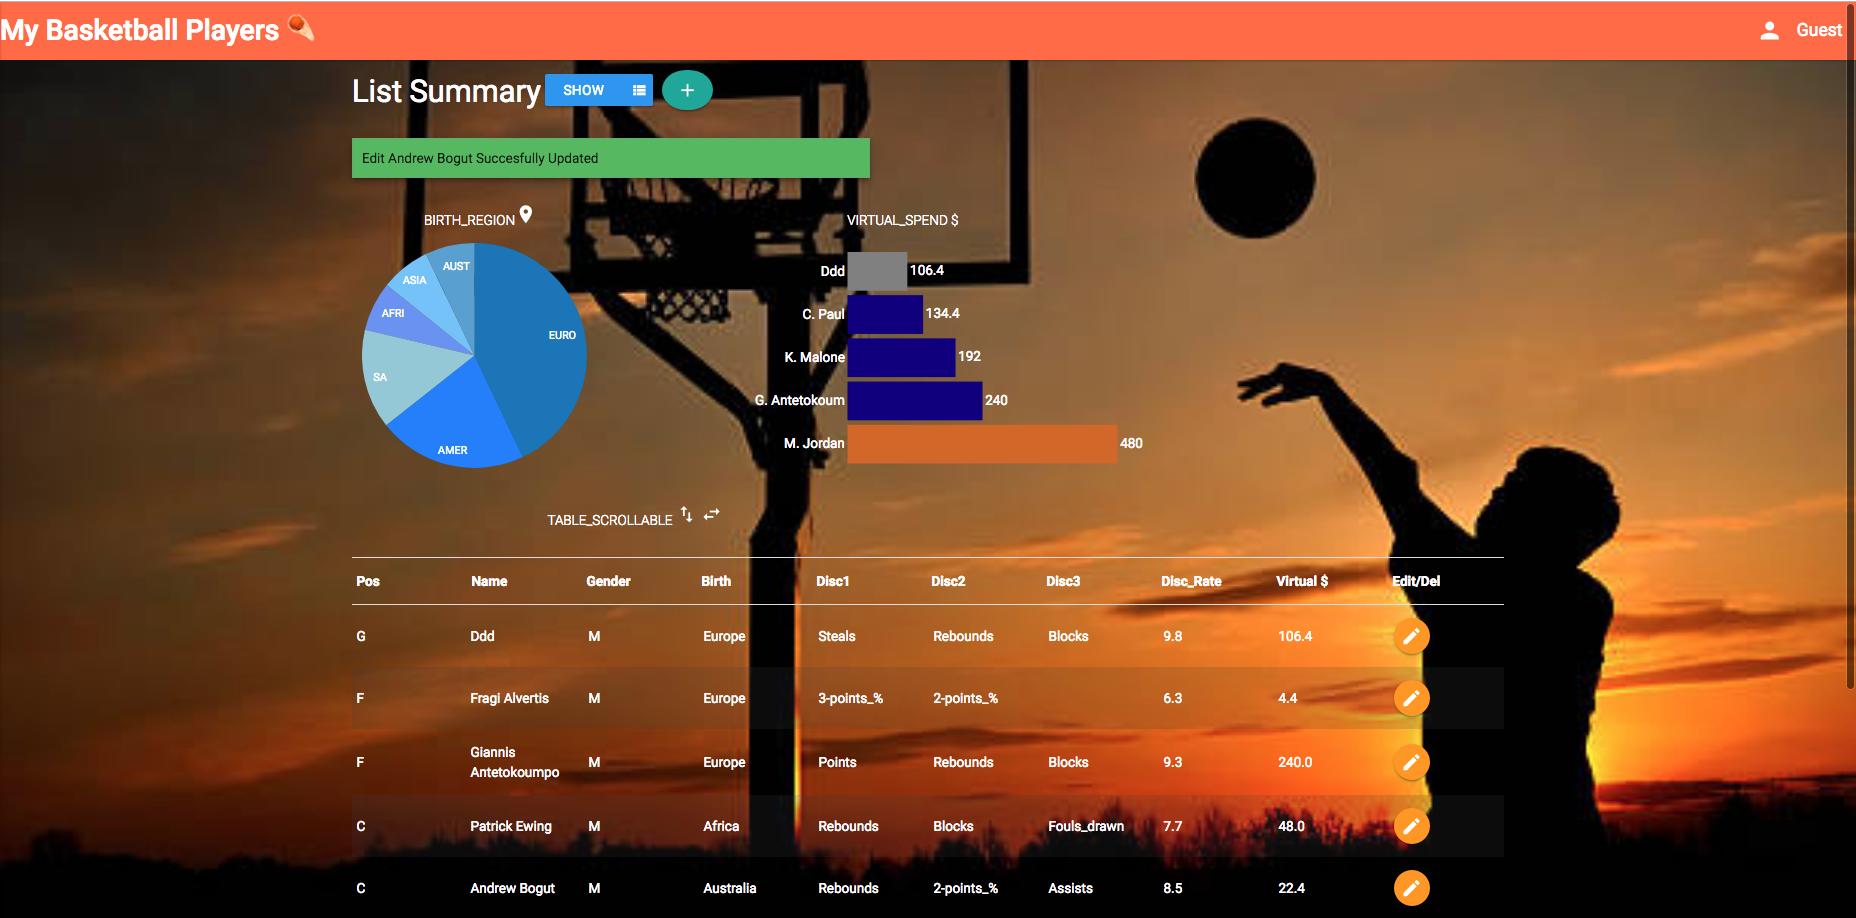 My Basketball Players
Guest
List Summary
SHOW
Edit Andrew Bogut Succesfully Updated
BIRTH_REGION
AUST
ASIA
AFRI
EURO
SA
AMER
VIRTUAL_SPEND $
Ddd 106.4
C. Paul 134.4
K. Malone 192
G. Antetokoum 240
M. Jordan 480
TABLE_SCROLLABLE
Pos Name Gender Birth Disc1 Disc2 Disc3 Disc_Rate Virtual $ Edit/Del
G Ddd M Europe Steals Rebounds Blocks 9.8 106.4
F Fragi Alvertis M Europe 3-points_% 2-points_% 6.3 4.4
F Giannis Antetokoumpo M Europe Points Rebounds Blocks 9.3 240.0
C Patrick Ewing M Africa Rebounds Blocks Fouls_drawn 7.7 48.0
C Andrew Bogut M Australia Rebounds 2-points_% Assists 8.5 22.4